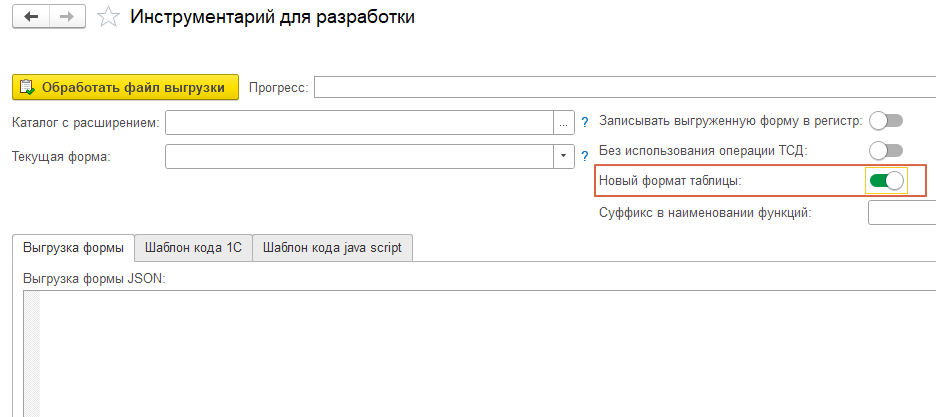 Инструментарий для разработки
Обработать файл выгрузки Прогресс:
Каталог с расширением: ... ? Записывать выгруженную форму в регистр:
Текущая форма: ? Без использования операции ТСД:
Новый формат таблицы:
Суффикс в наименовании функций:
Выгрузка формы Шаблон кода 1С Шаблон кода java script
Выгрузка формы JSON: